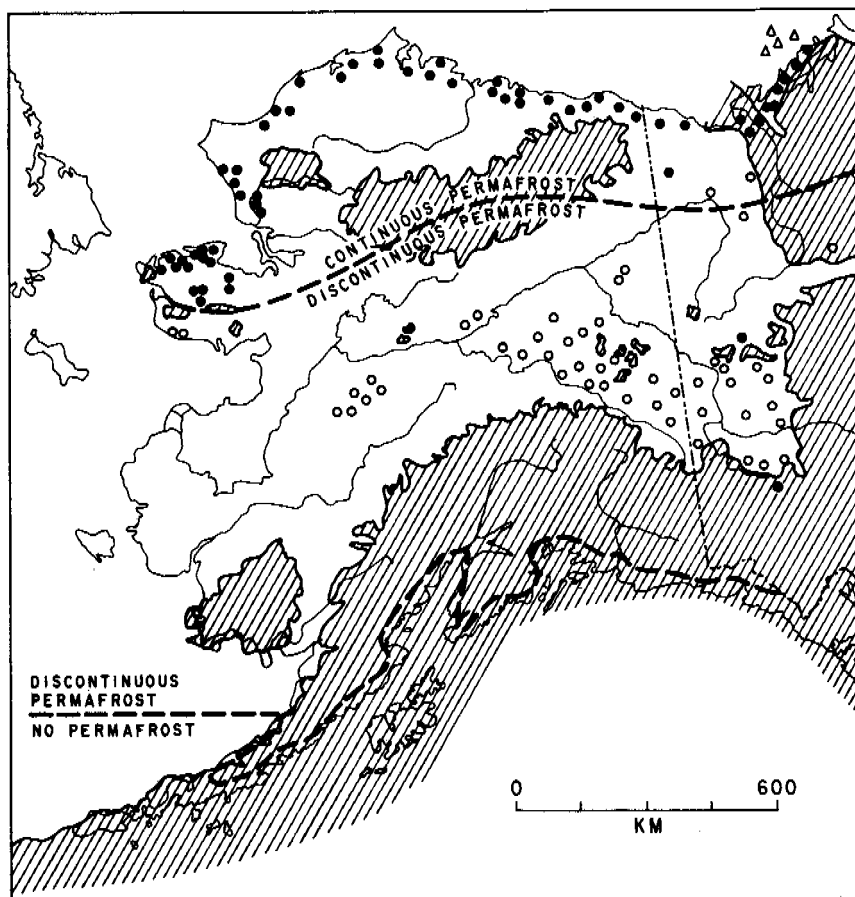 CONTINUOUS PERMAFROST
DISCONTINUOUS PERMAFROST
DISCONTINUOUS
PERMAFROST
NO PERMAFROST
0 600
KM